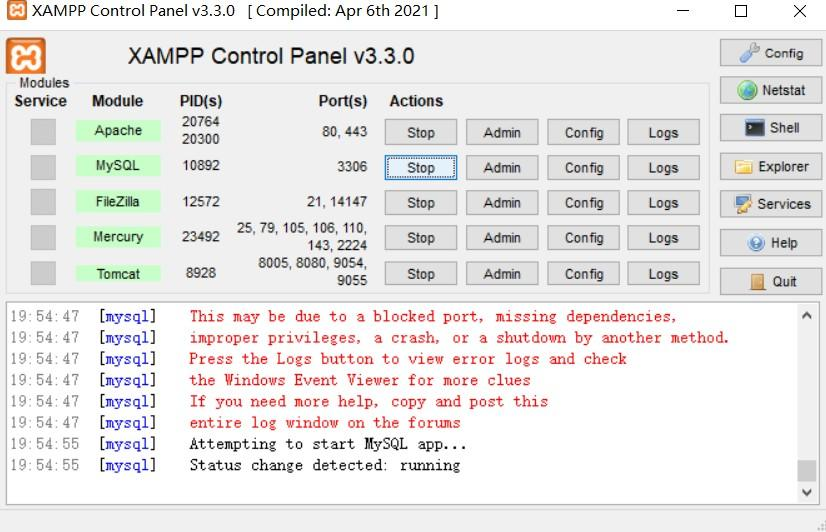 XAMPP Control Panel v3.3.0 [ Compiled: Apr 6th 2021 ]
XAMPP Control Panel v3.3.0
Config
Modules
Service Module PID(s) Port(s) Actions
Netstat
Apache 20764 20300 80, 443 Stop Admin Config Logs
Shell
MySQL 10892 3306 Stop Admin Config Logs
Explorer
FileZilla 12572 21, 14147 Stop Admin Config Logs
Services
Mercury 23492 25, 79, 105, 106, 110, 143, 2224 Stop Admin Config Logs
Help
Tomcat 8928 8005, 8080, 9054, 9055 Stop Admin Config Logs
Quit
19:54:47 [mysql] This may be due to a blocked port, missing dependencies,
19:54:47 [mysql] improper privileges, a crash, or a shutdown by another method.
19:54:47 [mysql] Press the Logs button to view error logs and check
19:54:47 [mysql] the Windows Event Viewer for more clues
19:54:47 [mysql] If you need more help, copy and post this
19:54:47 [mysql] entire log window on the forums
19:54:55 [mysql] Attempting to start MySQL app...
19:54:55 [mysql] Status change detected: running